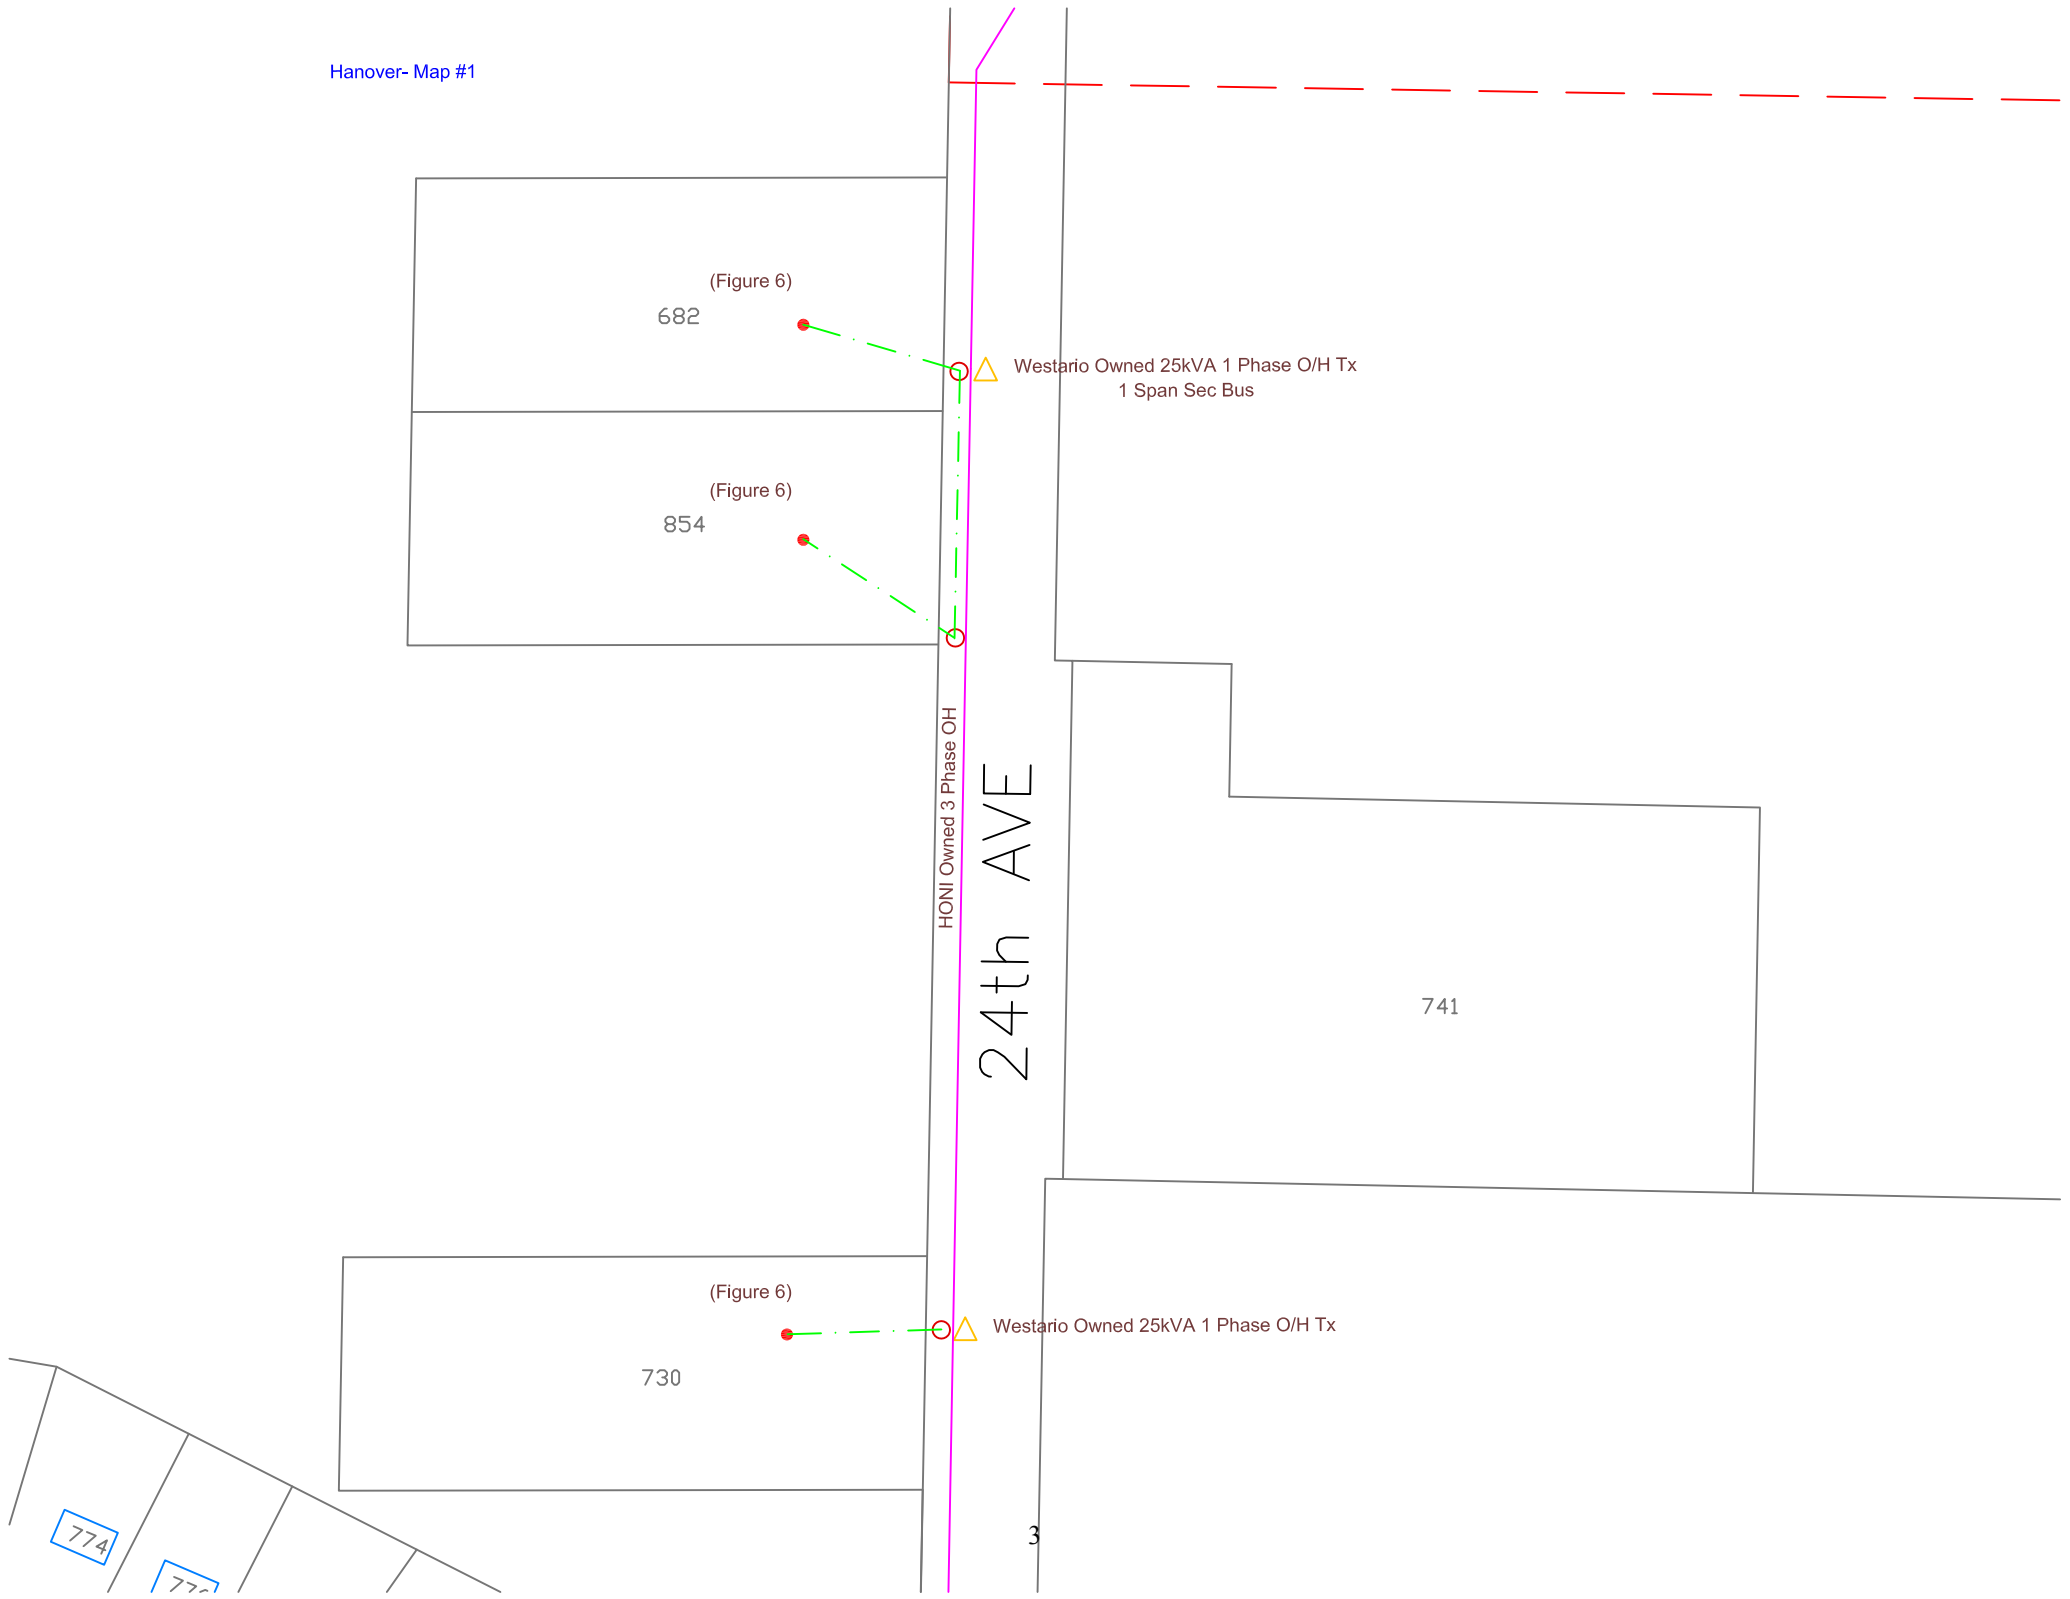 Hanover- Map #1
(Figure 6)
682
Westario Owned 25kVA 1 Phase O/H Tx
1 Span Sec Bus
(Figure 6)
854
HONI Owned 3 Phase OH
24th AVE
741
(Figure 6)
Westario Owned 25kVA 1 Phase O/H Tx
730
774
3